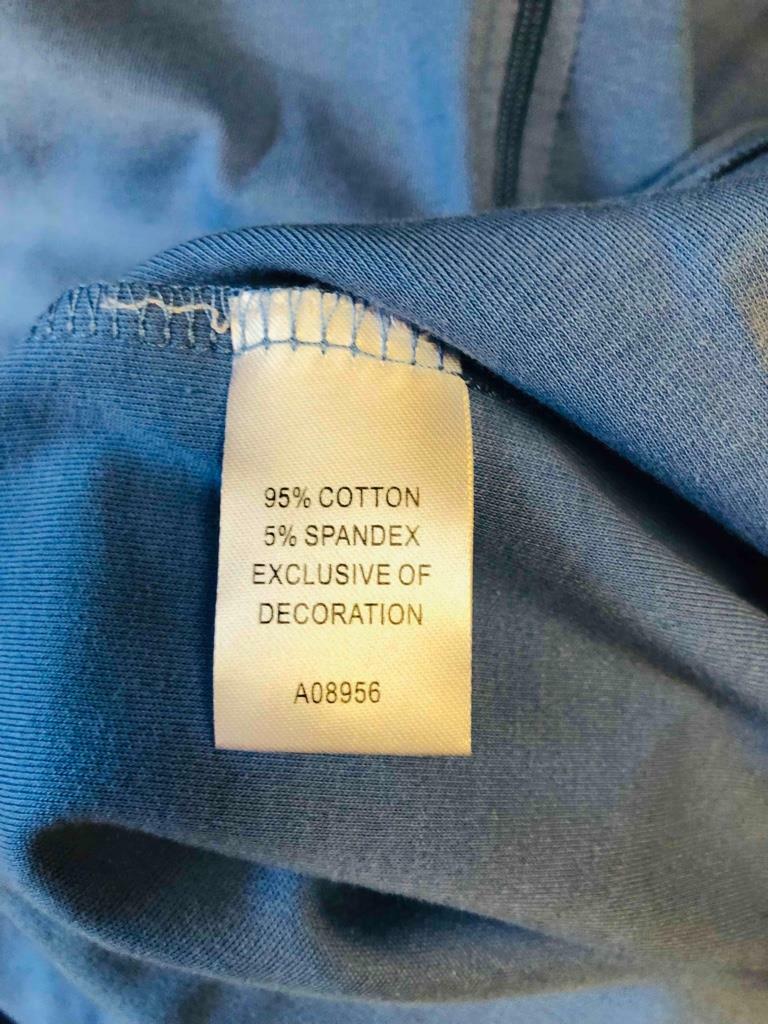 95% COTTON
5% SPANDEX
EXCLUSIVE OF
DECORATION
A08956